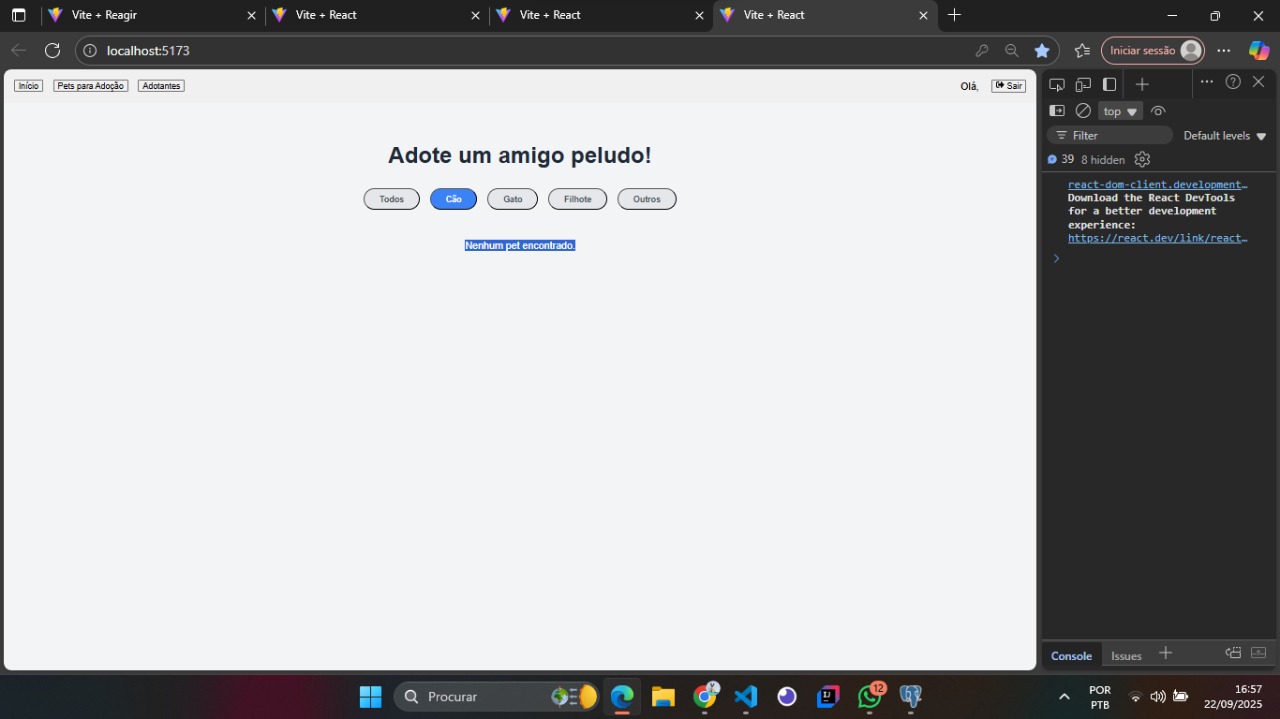 Vite + Reagir
Vite + React
Vite + React
Vite + React
localhost:5173
Iniciar sessão
Início
Pets para Adoção
Adotantes
Olá,
Sair
Adote um amigo peludo!
Todos
Cão
Gato
Filhote
Outros
Nenhum pet encontrado.
top
Filter
Default levels
39
8 hidden
react-dom-client.development…
Download the React DevTools
for a better development
experience:
https://react.dev/link/react…
Console
Issues
Procurar
12
POR
PTB
16:57
22/09/2025